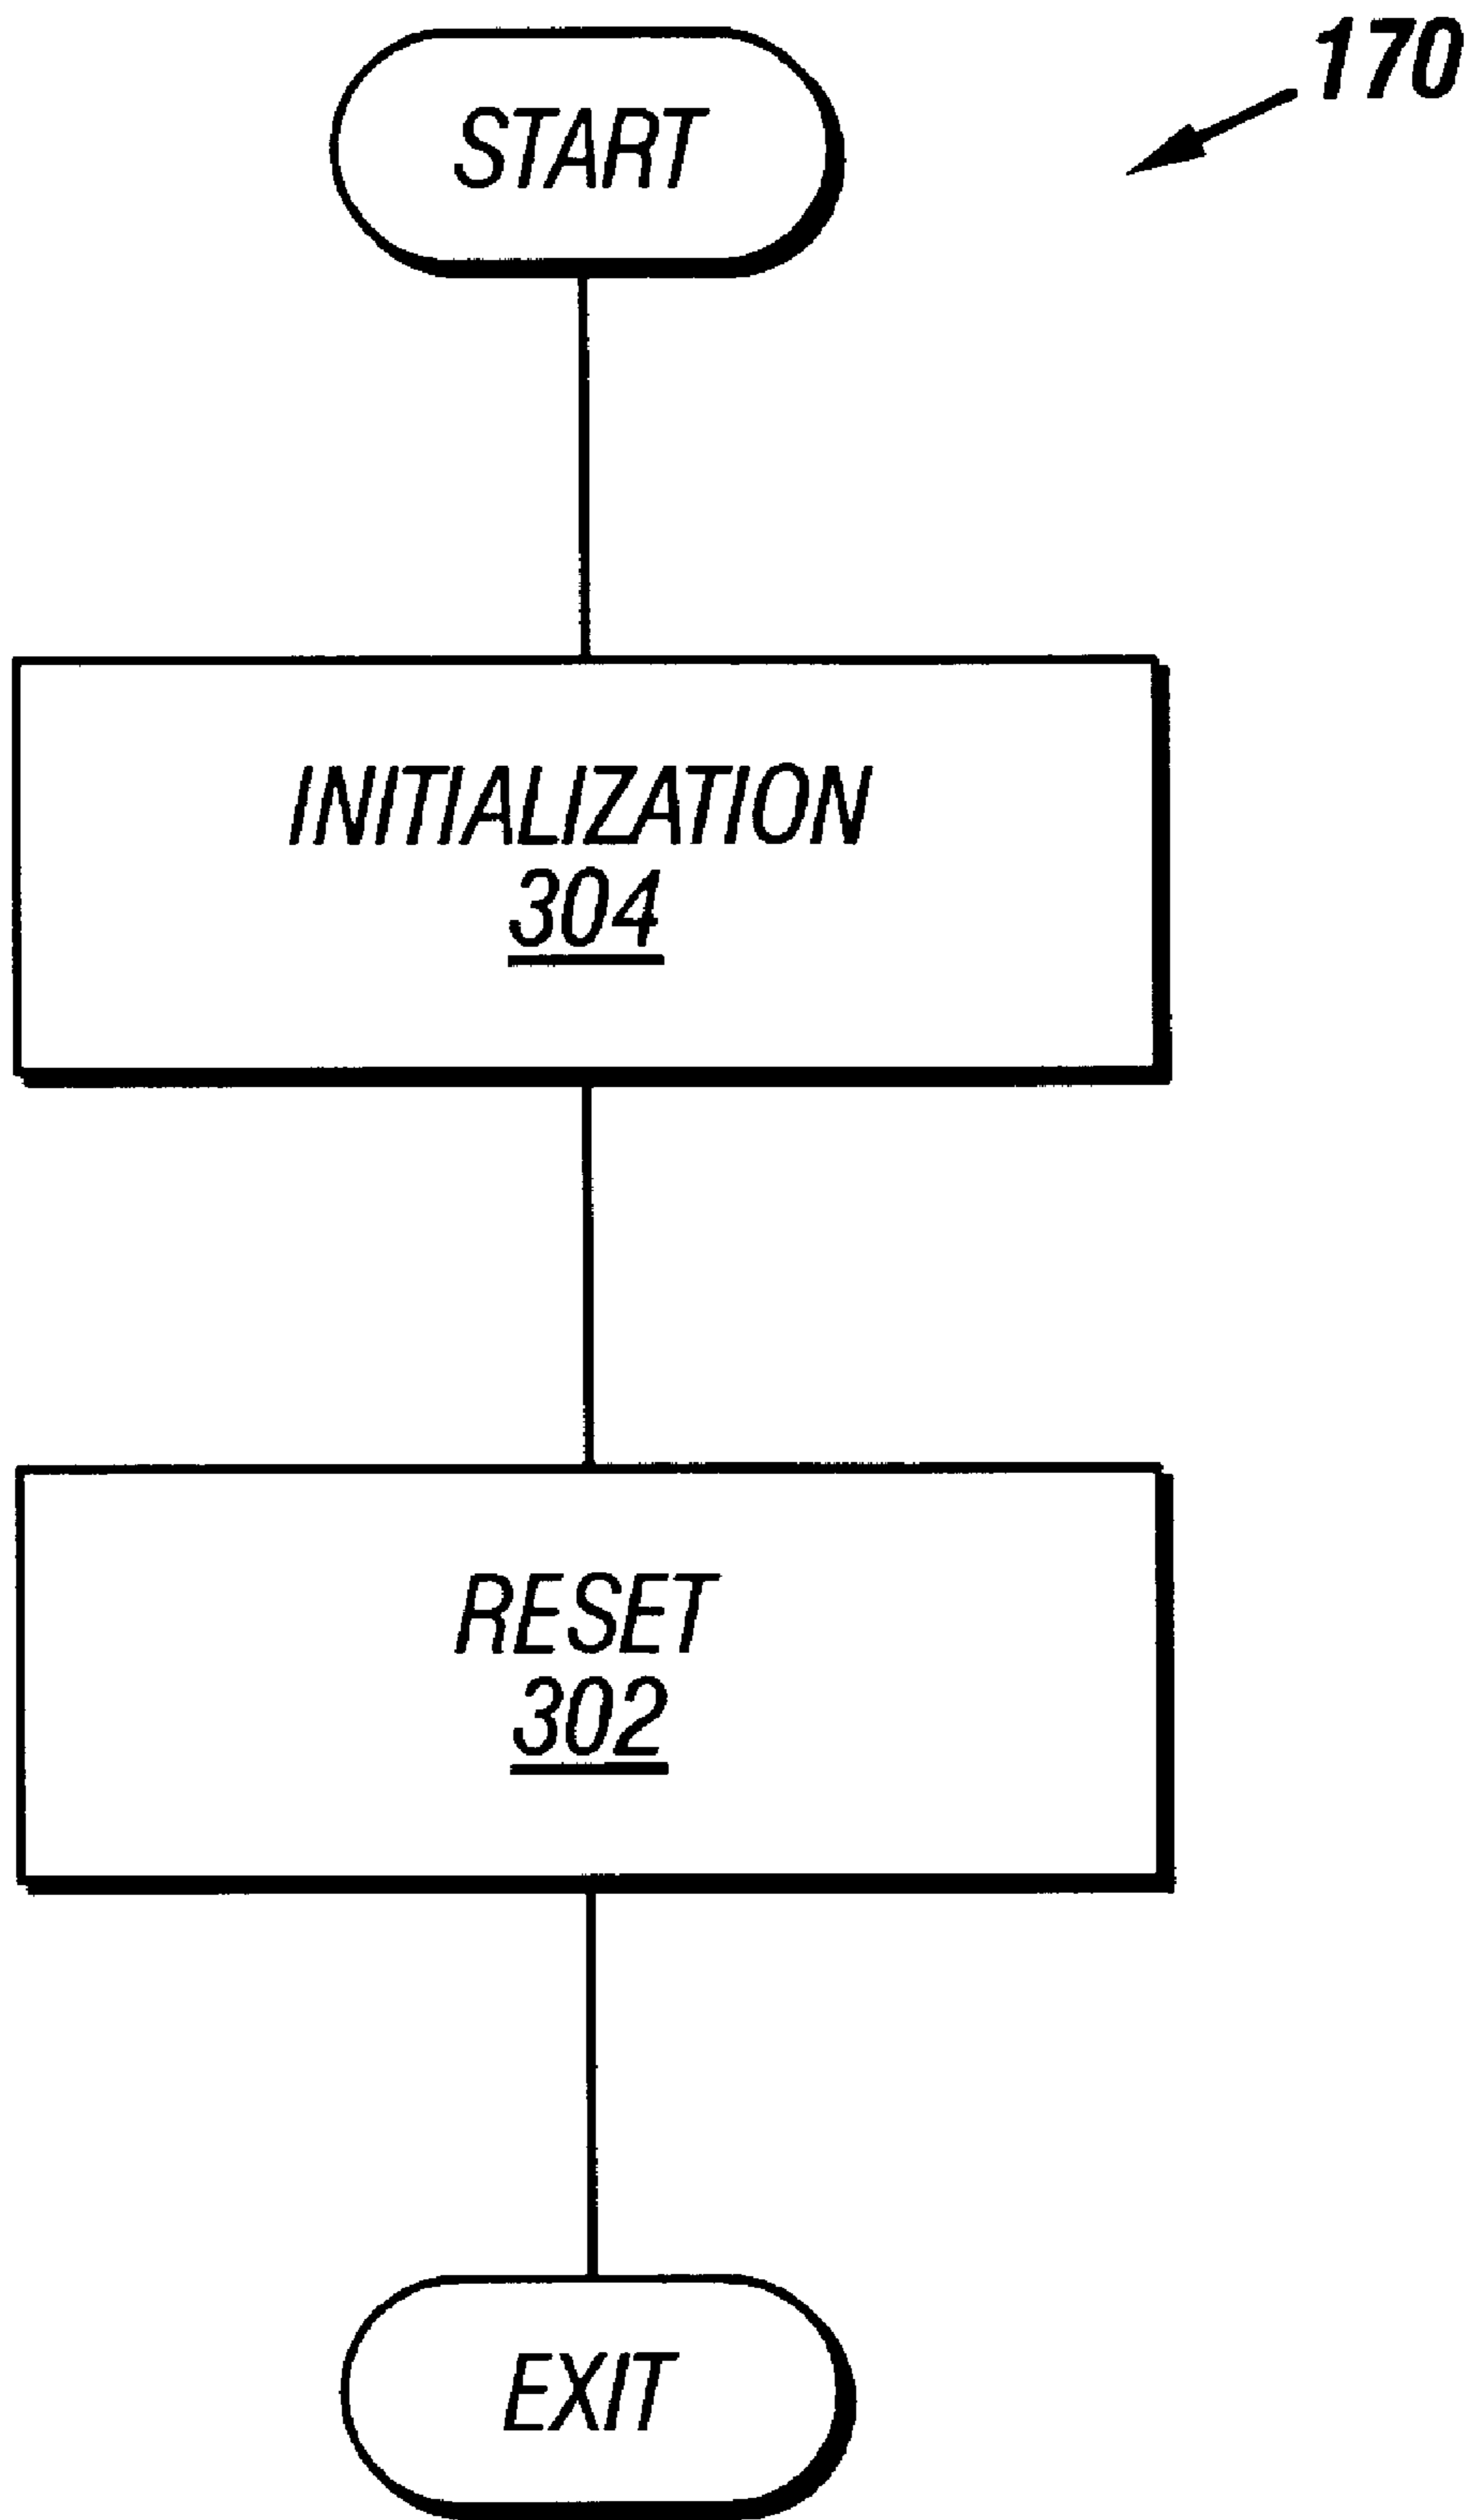 170
START
INITIALIZATION
304
RESET
302
EXIT